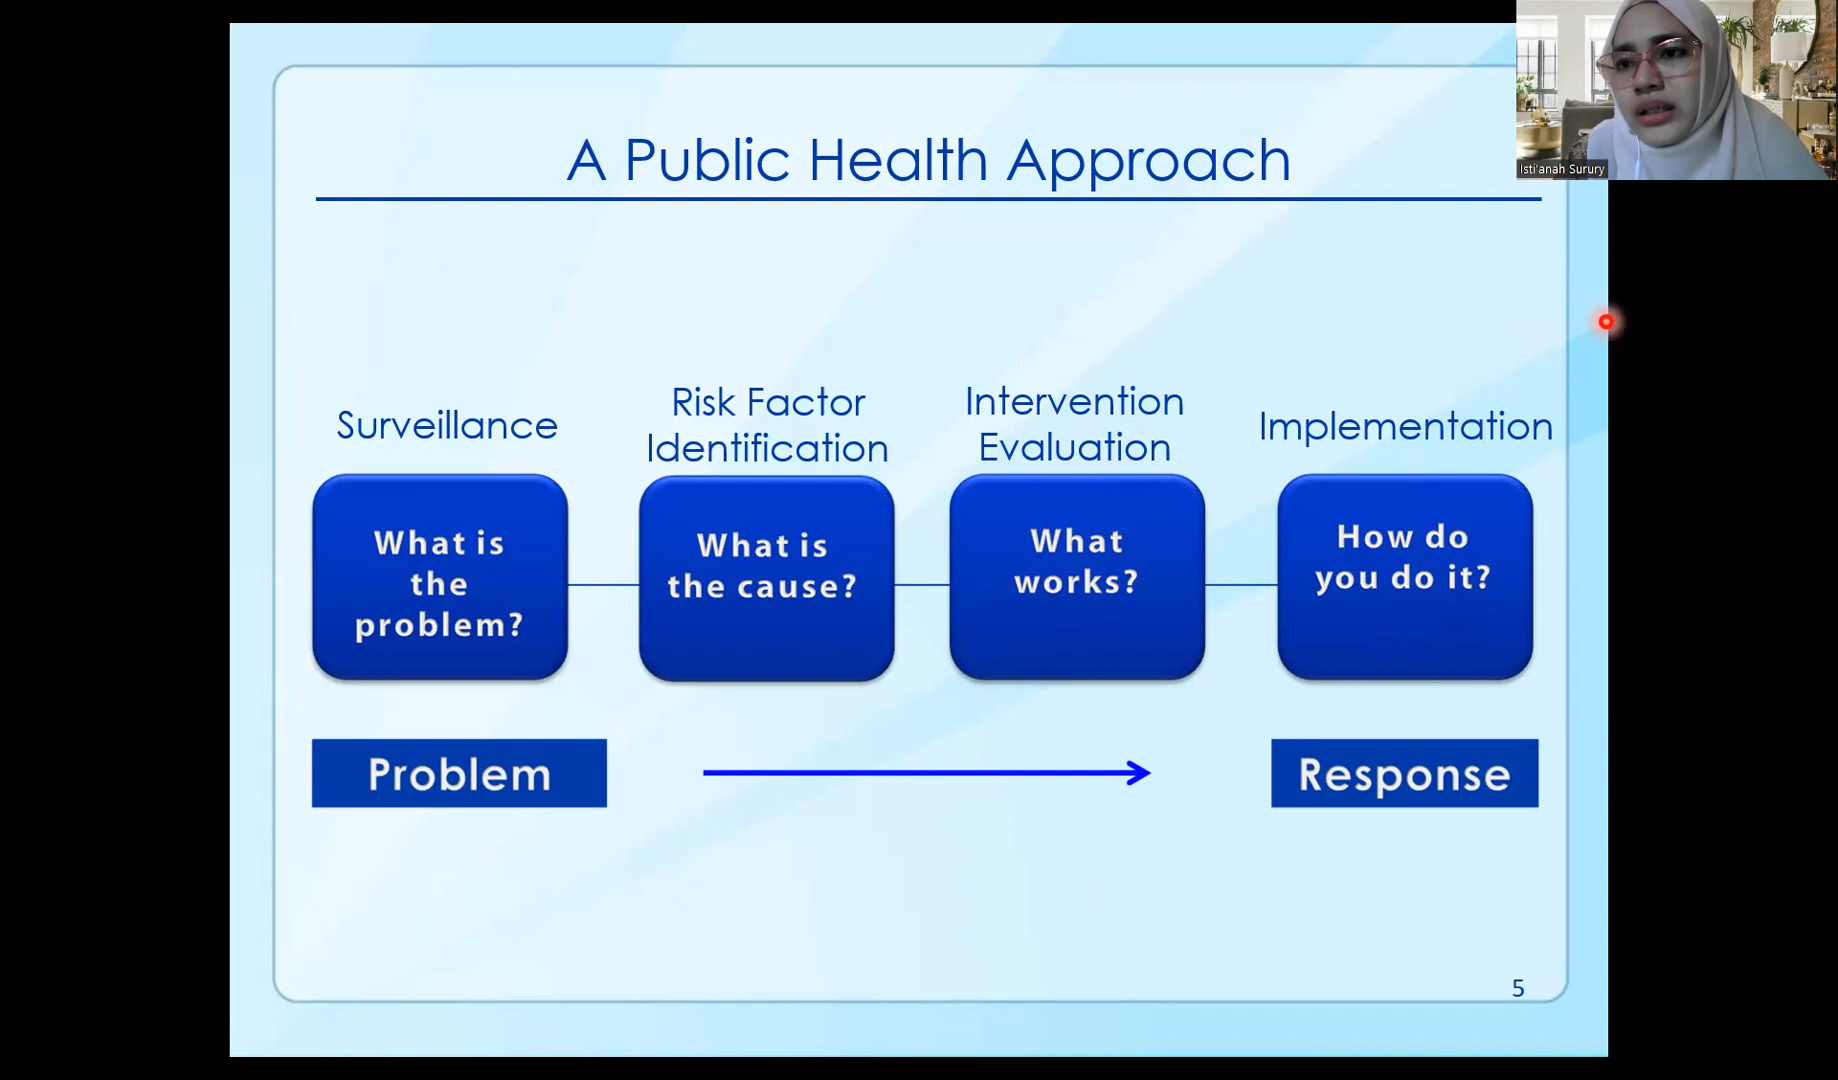 A Public Health Approach
Isti'anah Surury
Surveillance
Risk Factor
Identification
Intervention
Evaluation
Implementation
What is
the
problem?
What is
the cause?
What
works?
How do
you do it?
Problem
Response
5